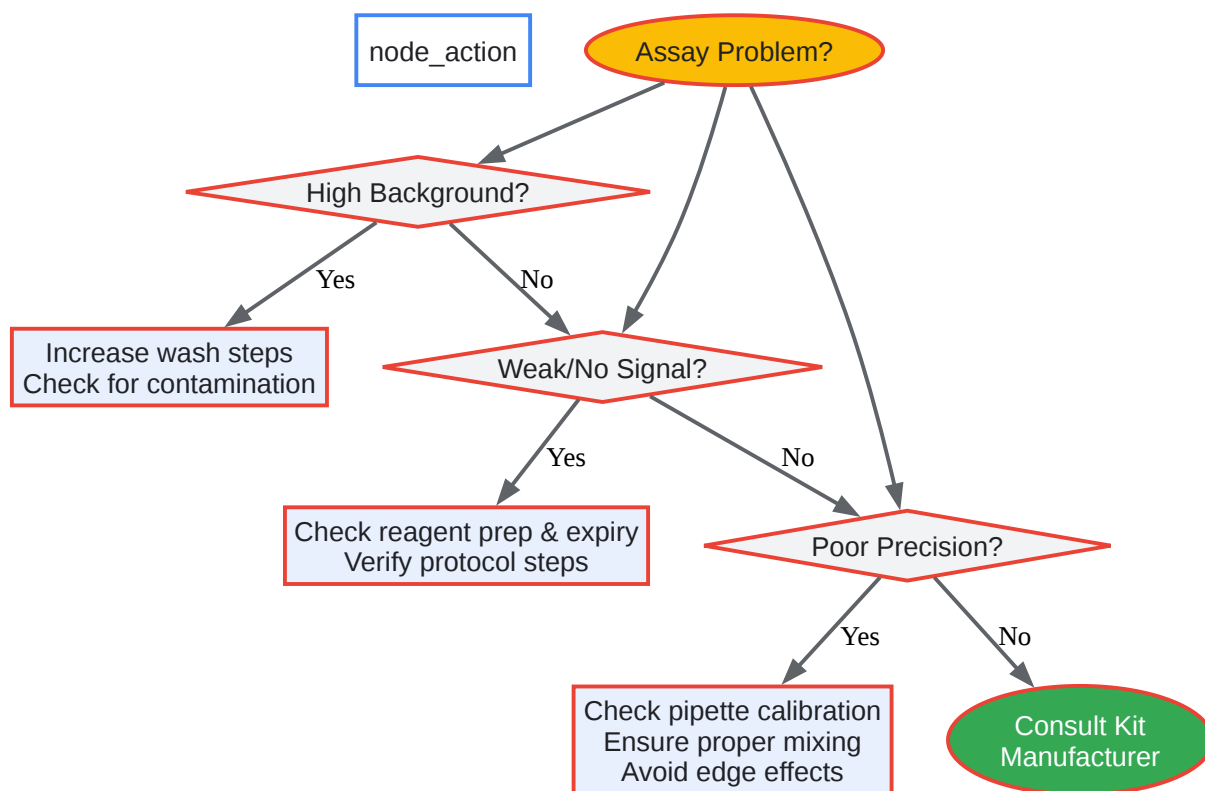 node_action
Assay Problem?
High Background?
Yes
No
Increase wash steps
Check for contamination
Weak/No Signal?
Yes
No
Check reagent prep & expiry
Verify protocol steps
Poor Precision?
Yes
No
Check pipette calibration
Ensure proper mixing
Avoid edge effects
Consult Kit
Manufacturer